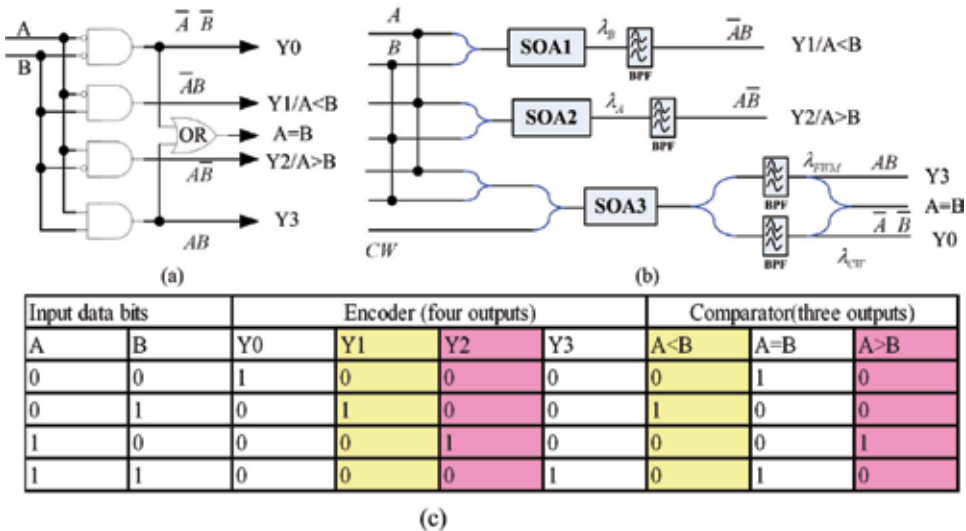 A
B
A̅ B̅
Y0
A̅B
Y1/A<B
OR
A=B
Y2/A>B
AB̅
AB
Y3
(a)
A
B
CW
SOA1
λB
BPF
A̅B
Y1/A<B
SOA2
λA
BPF
AB̅
Y2/A>B
SOA3
λFWM
AB
BPF
Y3
A=B
A̅ B̅
Y0
BPF
λCW
(b)
Input data bits Encoder (four outputs) Comparator(three outputs)
A B Y0 Y1 Y2 Y3 A<B A=B A>B
0 0 1 0 0 0 0 1 0
0 1 0 1 0 0 1 0 0
1 0 0 0 1 0 0 0 1
1 1 0 0 0 1 0 1 0
(c)